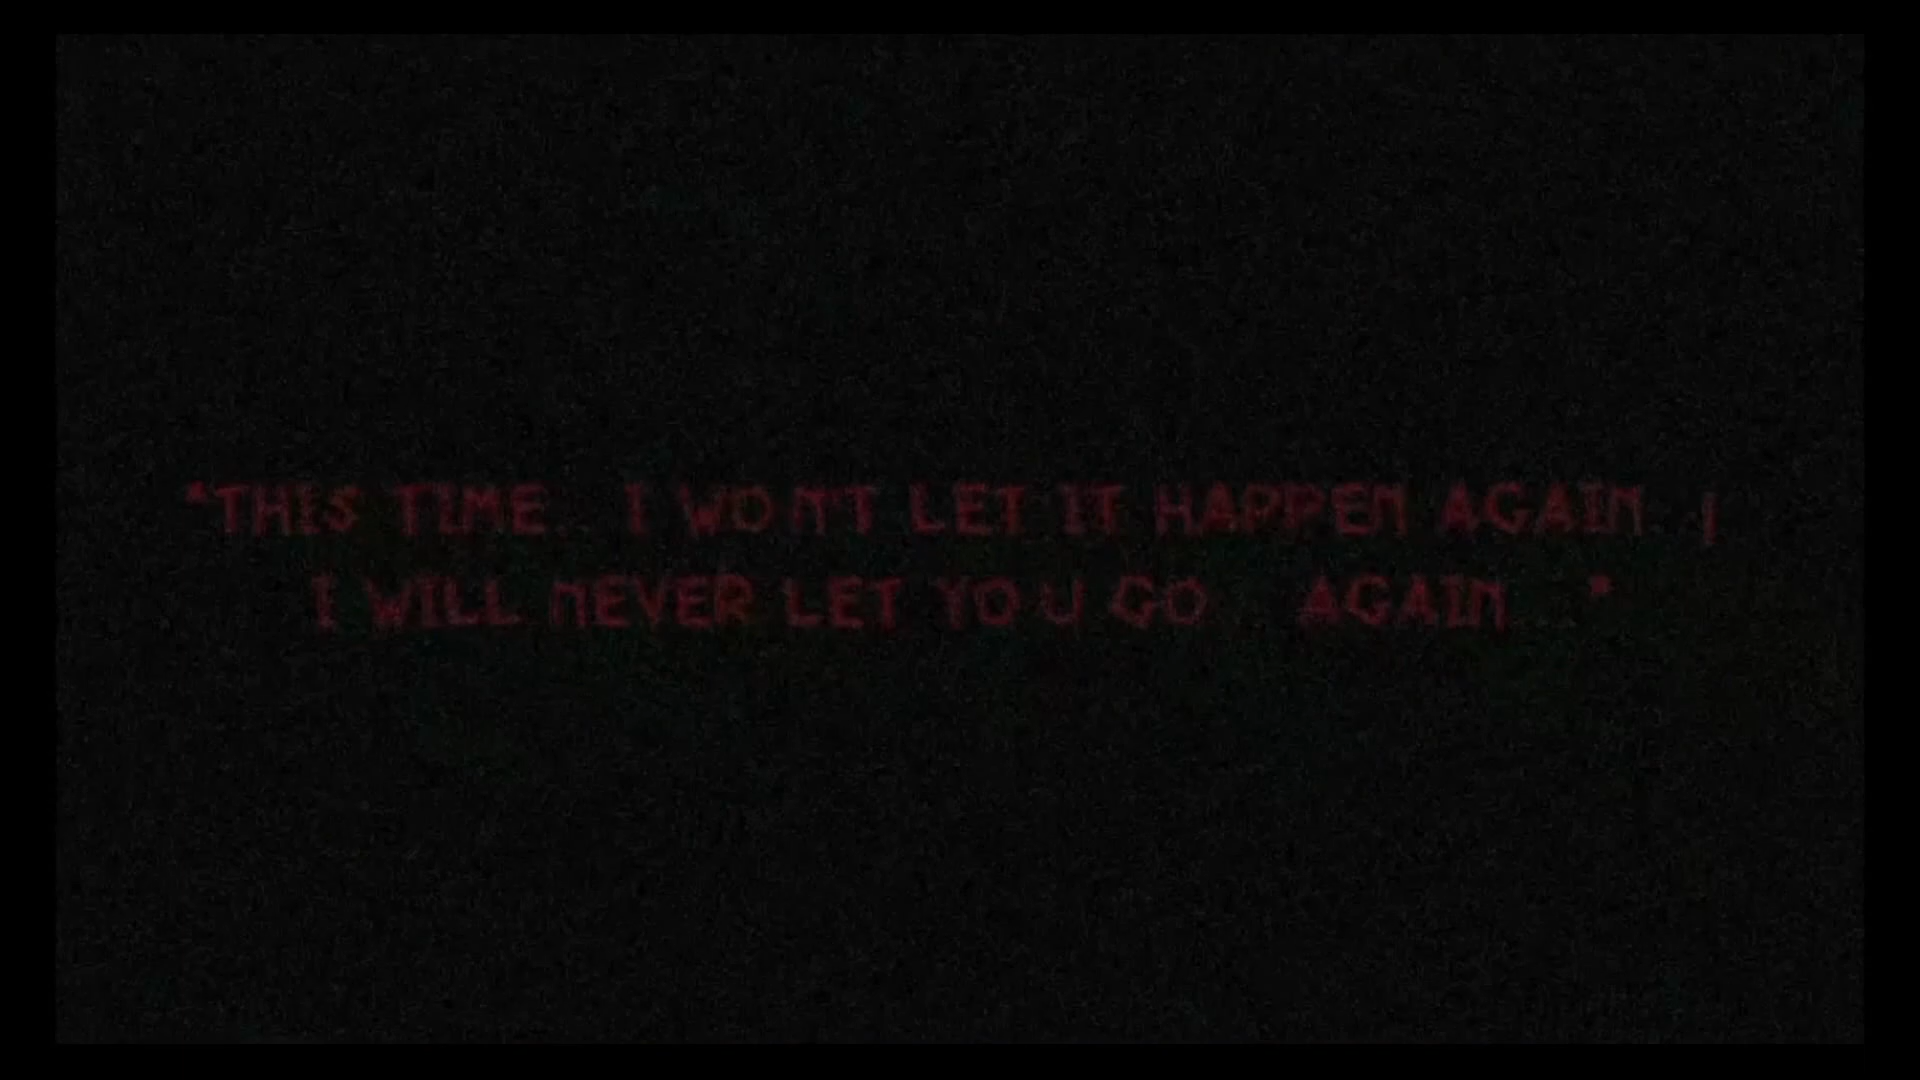 "THIS TIME.. I WON'T LET IT HAPPEN AGAIN. |
I WILL NEVER LET YOU GO.. AGAIN..."